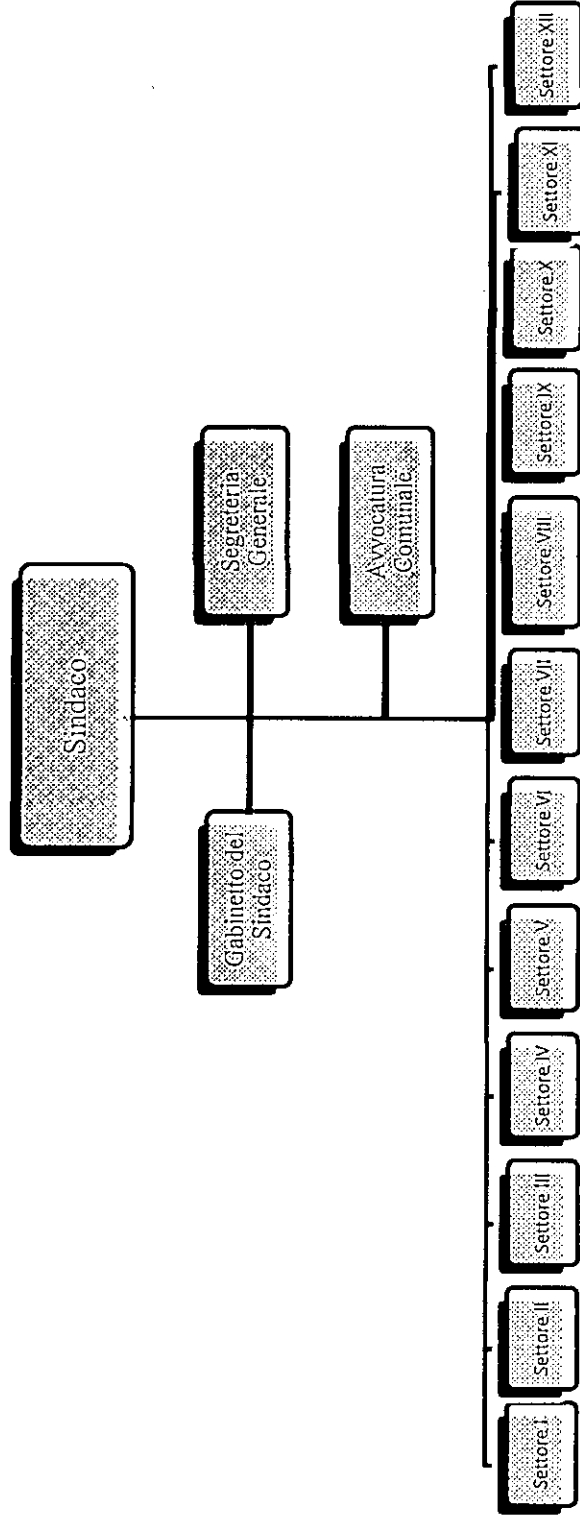 Sindaco
Gabinetto del
Sindaco
Segreteria
Generale
Avvocatura
Comunale
Settore I
Settore II
Settore III
Settore IV
Settore V
Settore VI
Settore VII
Settore VIII
Settore IX
Settore X
Settore XI
Settore XII